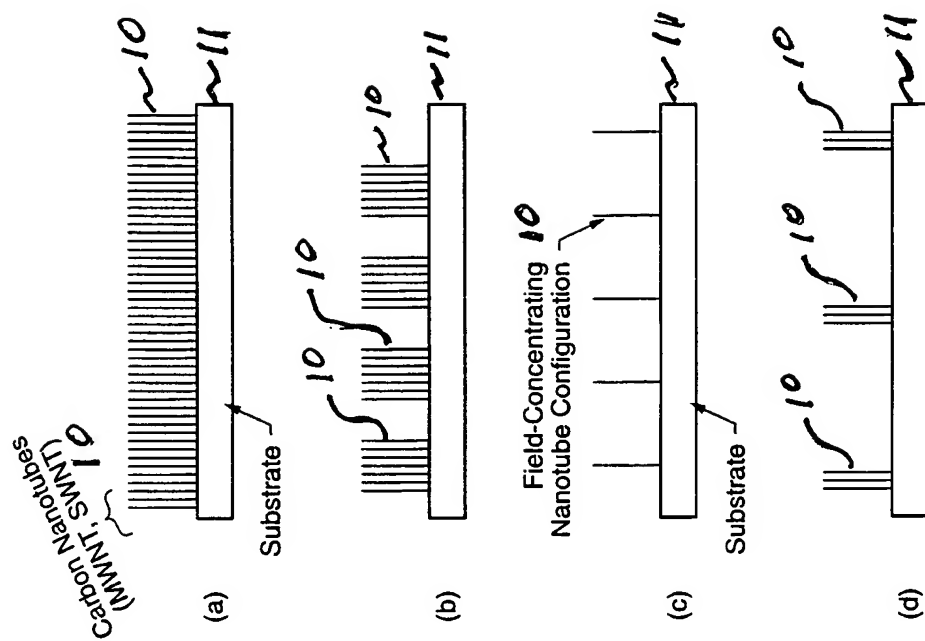 Carbon Nanotubes
(MWNT, SWNT)
10
10
11
Substrate
(a)
10
10
10
11
(b)
Field-Concentrating
Nanotube Configuration
10
11
Substrate
(c)
10
10
10
11
(d)